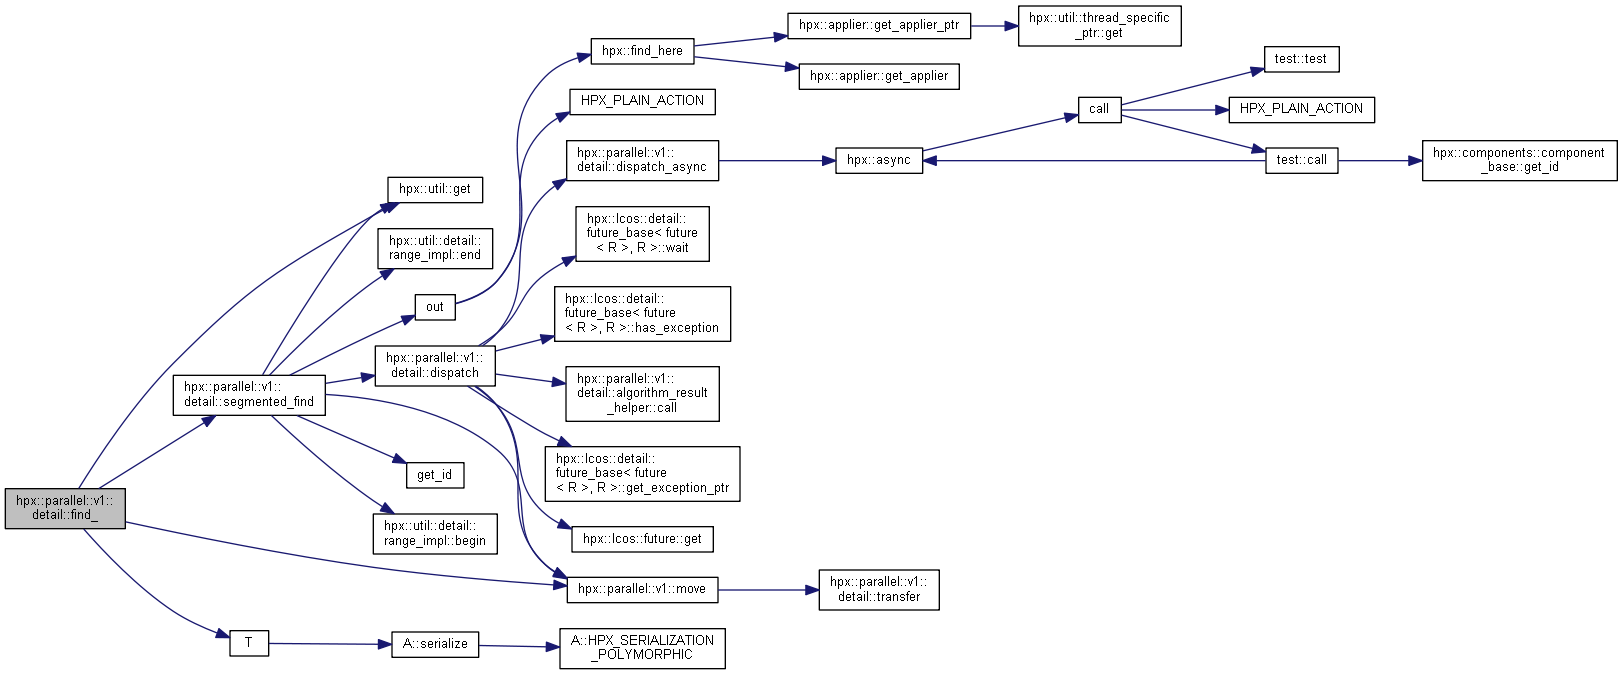 hpx::applier::get_applier_ptr
hpx::util::thread_specific
_ptr::get
hpx::find_here
hpx::applier::get_applier
test::test
HPX_PLAIN_ACTION
call
HPX_PLAIN_ACTION
hpx::parallel::v1::
detail::dispatch_async
hpx::async
test::call
hpx::components::component
_base::get_id
hpx::util::get
hpx::lcos::detail::
future_base< future
< R >, R >::wait
hpx::util::detail::
range_impl::end
out
hpx::lcos::detail::
future_base< future
< R >, R >::has_exception
hpx::parallel::v1::
detail::dispatch
hpx::parallel::v1::
detail::segmented_find
hpx::parallel::v1::
detail::algorithm_result
_helper::call
get_id
hpx::lcos::detail::
future_base< future
< R >, R >::get_exception_ptr
hpx::parallel::v1::
detail::find_
hpx::util::detail::
range_impl::begin
hpx::lcos::future::get
hpx::parallel::v1::move
hpx::parallel::v1::
detail::transfer
T
A::serialize
A::HPX_SERIALIZATION
_POLYMORPHIC